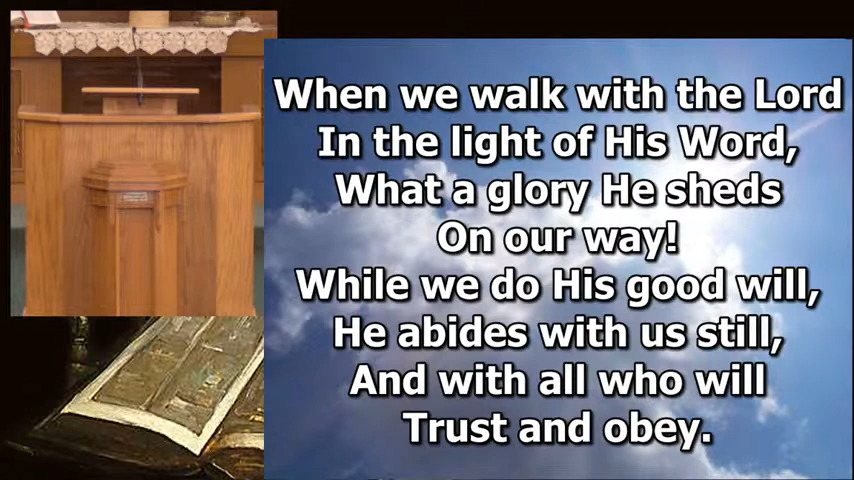 When we walk with the Lord
In the light of His Word,
What a glory He sheds
On our way!
While we do His good will,
He abides with us still,
And with all who will
Trust and obey.